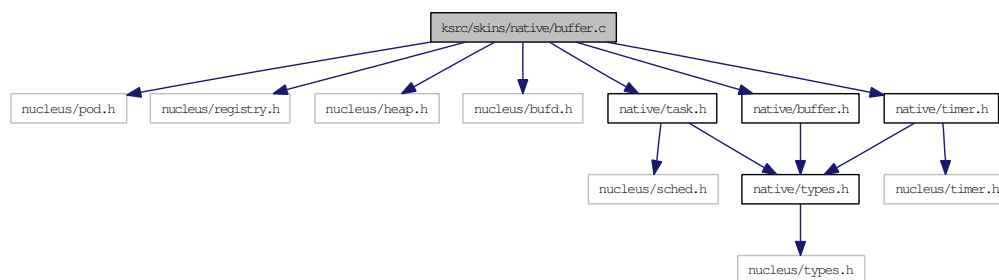 ksrc/skins/native/buffer.c
nucleus/pod.h
nucleus/registry.h
nucleus/heap.h
nucleus/bufd.h
native/task.h
native/buffer.h
native/timer.h
nucleus/sched.h
native/types.h
nucleus/timer.h
nucleus/types.h